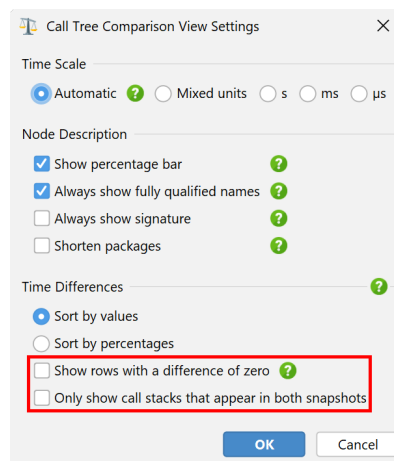 Call Tree Comparison View Settings
Time Scale
Automatic ? Mixed units s ms µs
Node Description
Show percentage bar ?
Always show fully qualified names ?
Always show signature ?
Shorten packages ?
Time Differences ?
Sort by values
Sort by percentages
Show rows with a difference of zero ?
Only show call stacks that appear in both snapshots
OK Cancel